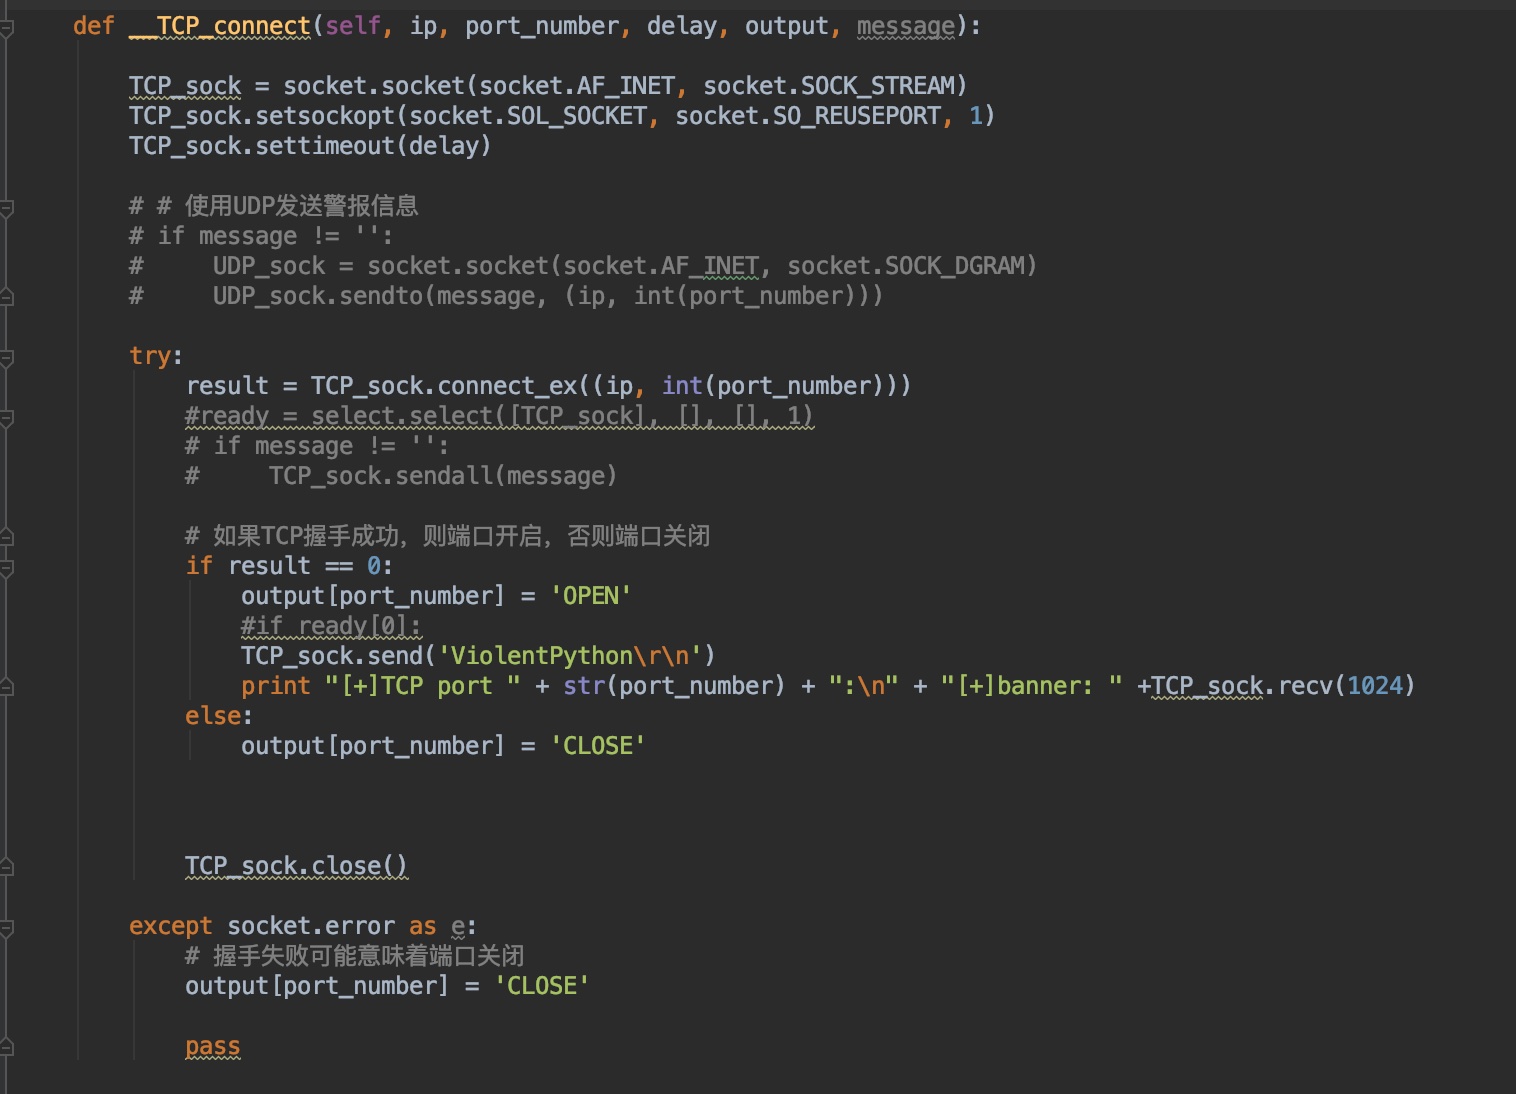 def __TCP_connect(self, ip, port_number, delay, output, message):
TCP_sock = socket.socket(socket.AF_INET, socket.SOCK_STREAM)
TCP_sock.setsockopt(socket.SOL_SOCKET, socket.SO_REUSEPORT, 1)
TCP_sock.settimeout(delay)
# # 使用UDP发送警报信息
# if message != '':
#     UDP_sock = socket.socket(socket.AF_INET, socket.SOCK_DGRAM)
#     UDP_sock.sendto(message, (ip, int(port_number)))
try:
result = TCP_sock.connect_ex((ip, int(port_number)))
#ready = select.select([TCP_sock], [], [], 1)
# if message != '':
#     TCP_sock.sendall(message)
# 如果TCP握手成功，则端口开启，否则端口关闭
if result == 0:
output[port_number] = 'OPEN'
#if ready[0]:
TCP_sock.send('ViolentPython\r\n')
print "[+]TCP port " + str(port_number) + ":\n" + "[+]banner: " +TCP_sock.recv(1024)
else:
output[port_number] = 'CLOSE'
TCP_sock.close()
except socket.error as e:
# 握手失败可能意味着端口关闭
output[port_number] = 'CLOSE'
pass